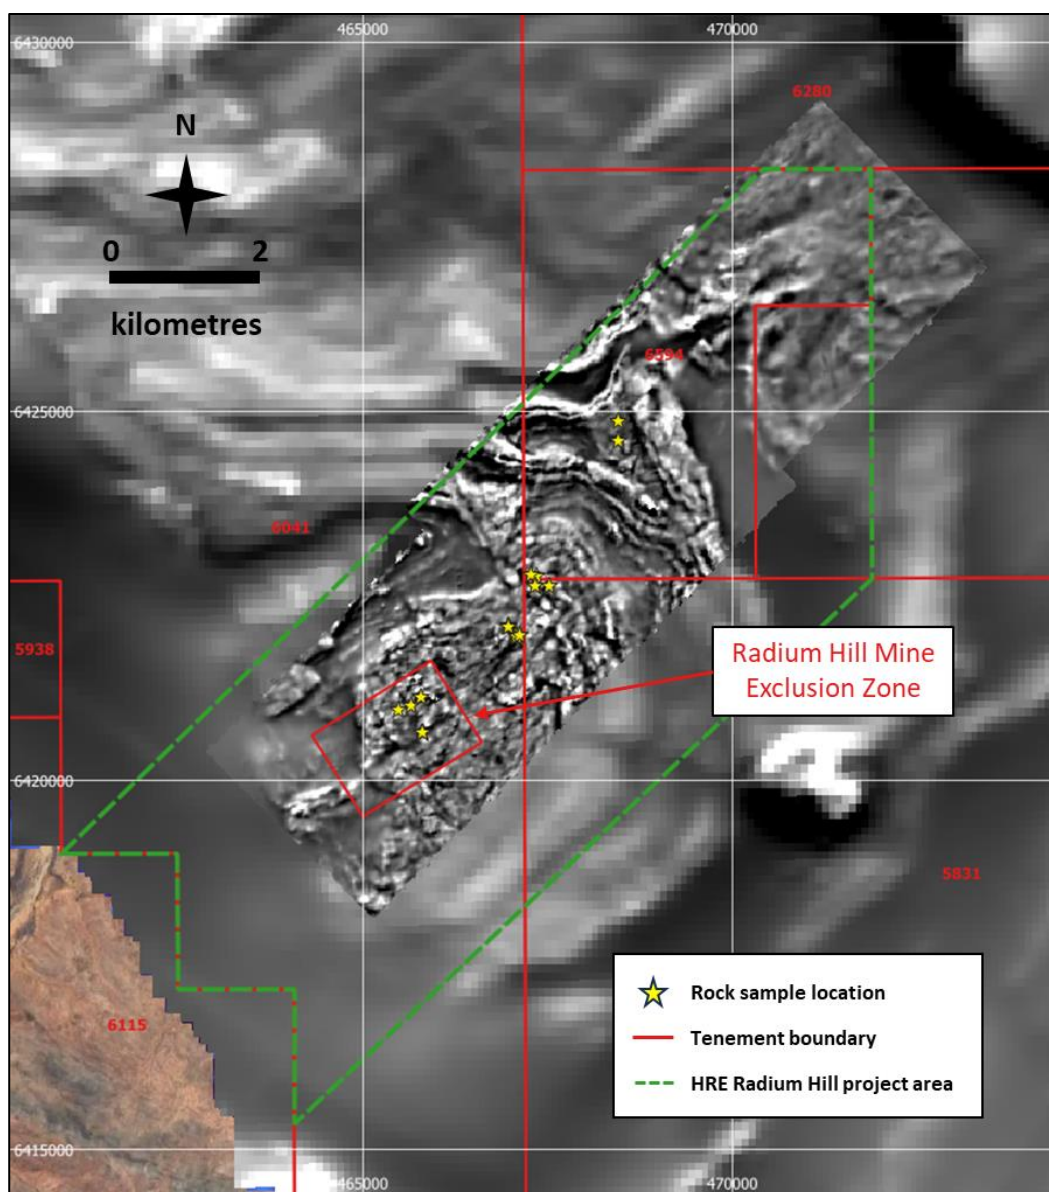 465000
470000
6430000
6280
N
0 2
kilometres
6594
6425000
6041
5938
Radium Hill Mine
Exclusion Zone
6420000
5831
Rock sample location
6115
Tenement boundary
HRE Radium Hill project area
6415000
465000
470000